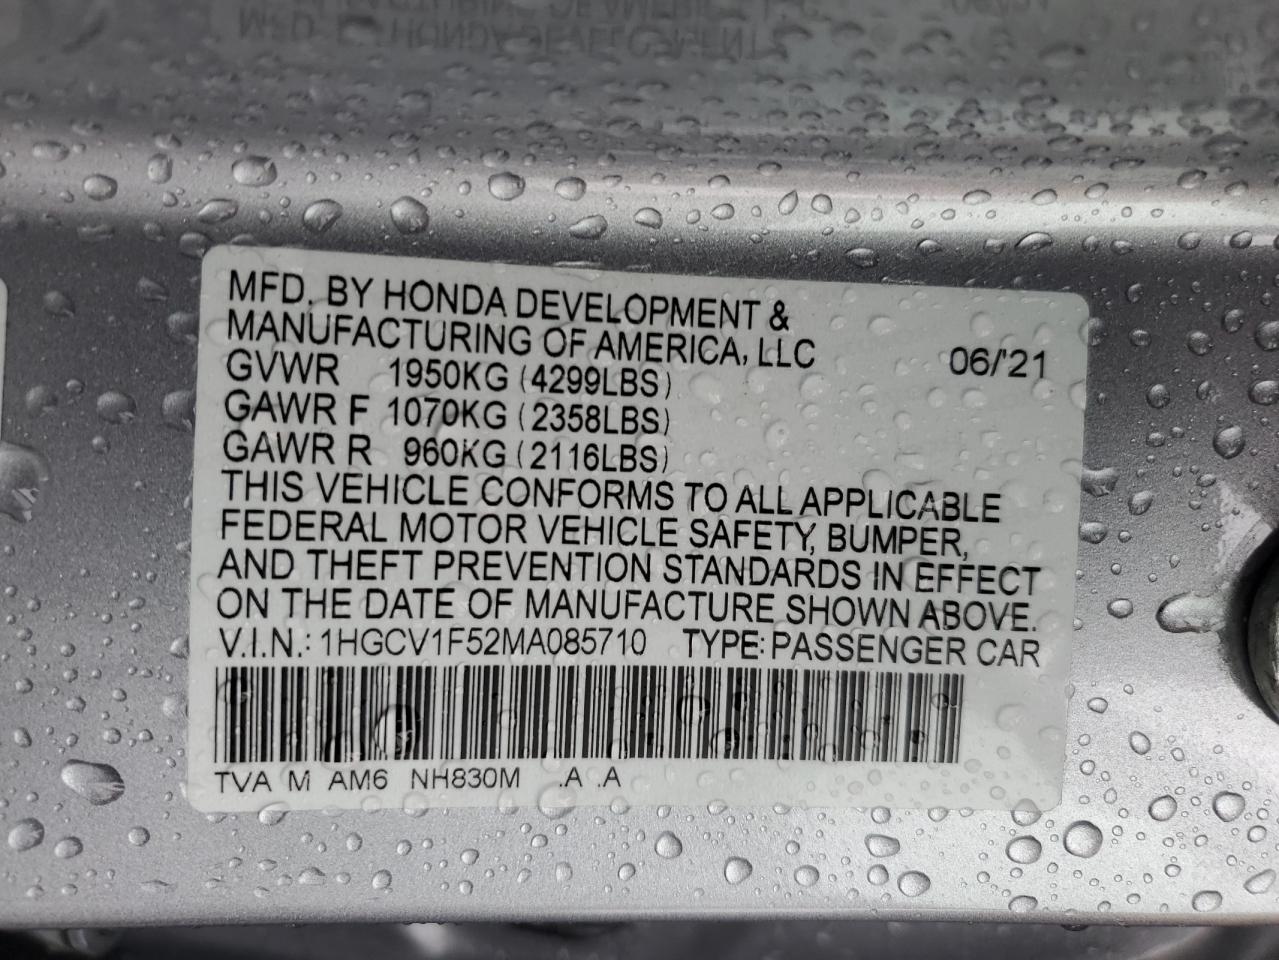 MFD. BY HONDA DEVELOPMENT &
MANUFACTURING OF AMERICA, LLC 06/'21
GVWR 1950KG (4299LBS)
GAWR F 1070KG (2358LBS)
GAWR R 960KG (2116LBS)
THIS VEHICLE CONFORMS TO ALL APPLICABLE
FEDERAL MOTOR VEHICLE SAFETY, BUMPER,
AND THEFT PREVENTION STANDARDS IN EFFECT
ON THE DATE OF MANUFACTURE SHOWN ABOVE.
V.I.N.: 1HGCV1F52MA085710 TYPE: PASSENGER CAR
TVA M AM6 NH830M .A .A